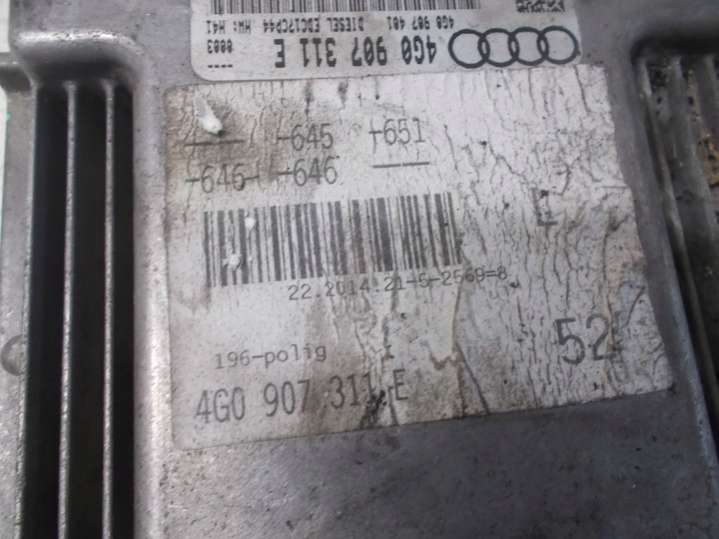 4G0 907 311 E
4G0 907 401 DIESEL EDC17CP44 HW: H41
0003 ---
-645 -651
-646- -646
E
22.2014.21-5-2569-8
196-polig
52
4G0 907 311 E